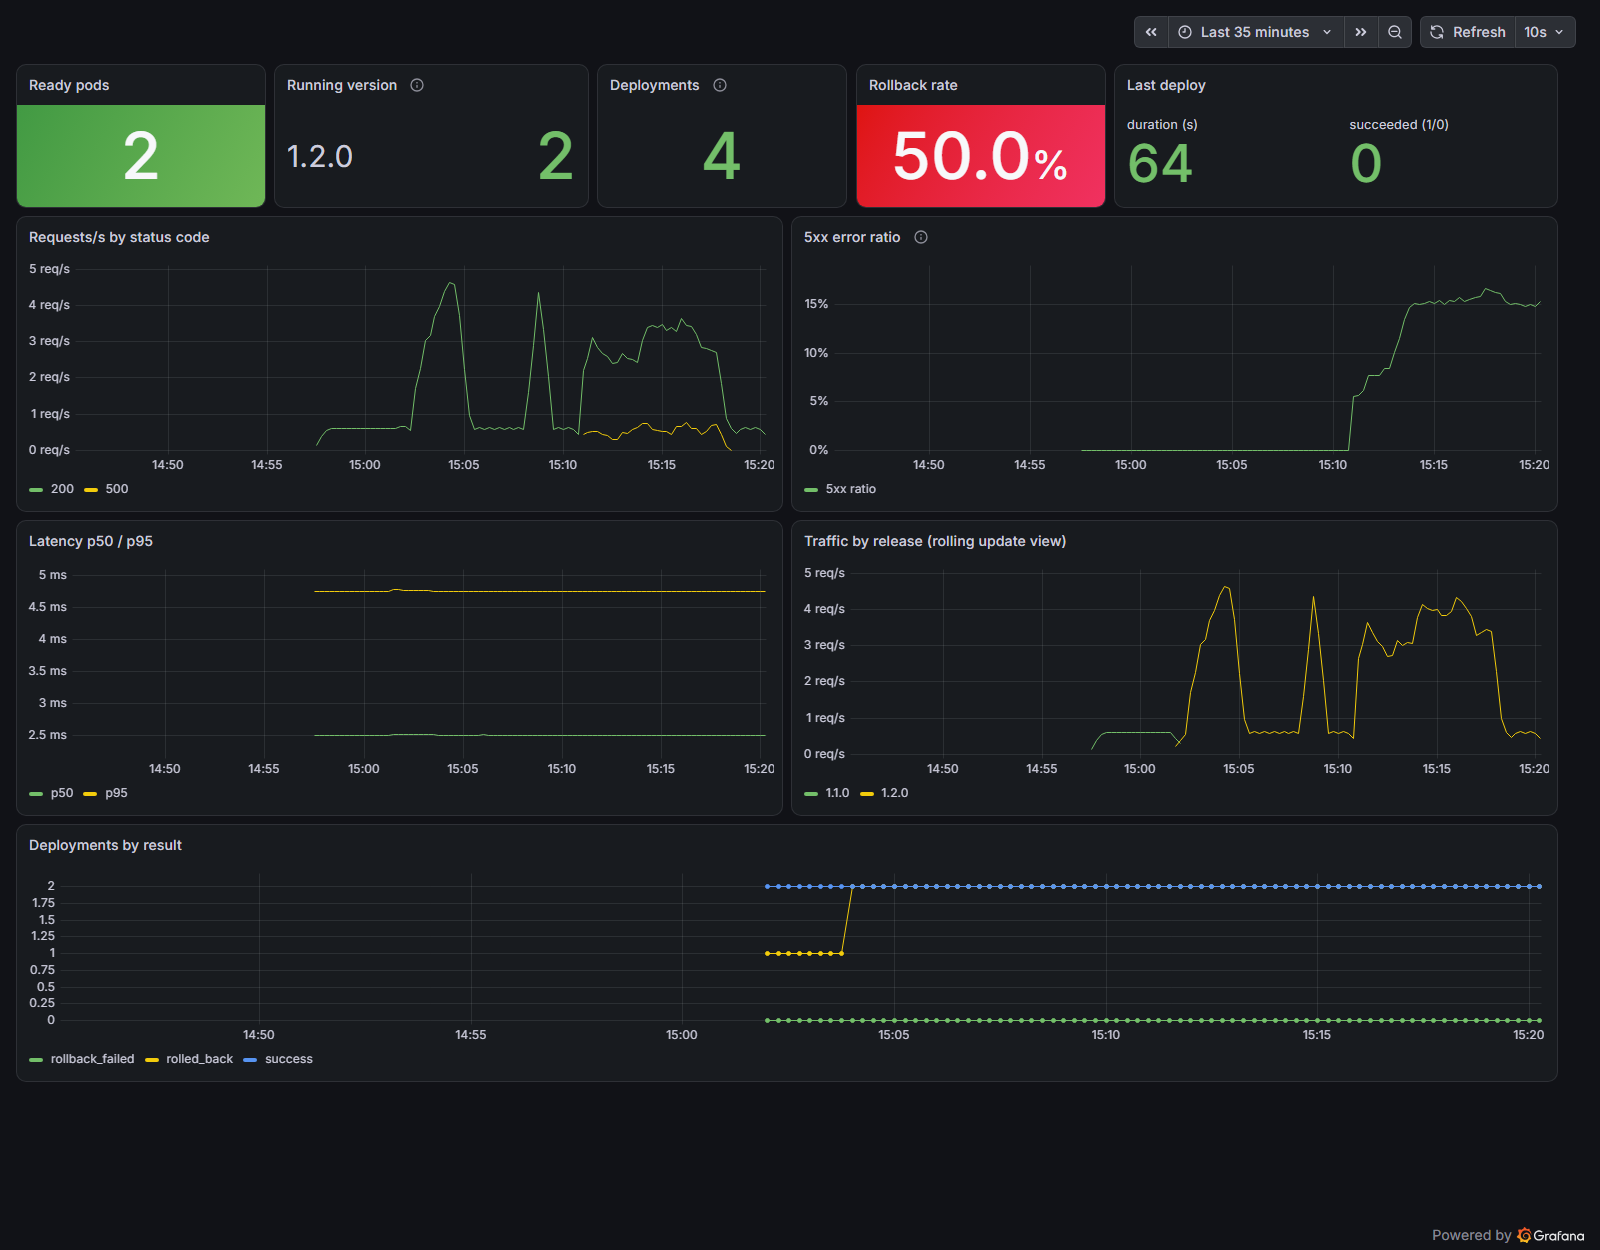 Last 35 minutes
Refresh
10s
Ready pods
2
Running version
1.2.0
2
Deployments
4
Rollback rate
50.0%
Last deploy
duration (s)
64
succeeded (1/0)
0
Requests/s by status code
5 req/s
4 req/s
3 req/s
2 req/s
1 req/s
0 req/s
14:50 14:55 15:00 15:05 15:10 15:15 15:20
200 500
5xx error ratio
15%
10%
5%
0%
14:50 14:55 15:00 15:05 15:10 15:15 15:20
5xx ratio
Latency p50 / p95
5 ms
4.5 ms
4 ms
3.5 ms
3 ms
2.5 ms
14:50 14:55 15:00 15:05 15:10 15:15 15:20
p50 p95
Traffic by release (rolling update view)
5 req/s
4 req/s
3 req/s
2 req/s
1 req/s
0 req/s
14:50 14:55 15:00 15:05 15:10 15:15 15:20
1.1.0 1.2.0
Deployments by result
2
1.75
1.5
1.25
1
0.75
0.5
0.25
0
14:50 14:55 15:00 15:05 15:10 15:15 15:20
rollback_failed rolled_back success
Powered by Grafana